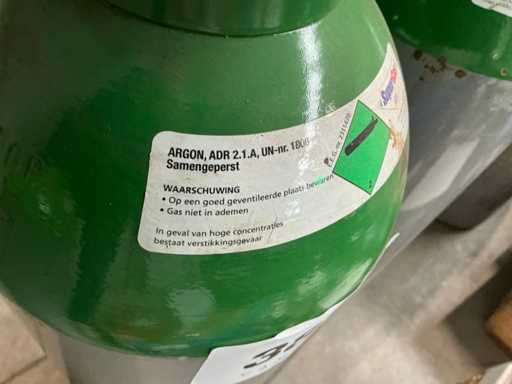 ARGON, ADR 2.1.A, UN-nr.
Samengeperst
WAARSCHUWING
• Op een goed geventileerde plaats bewaren
• Gas niet in ademen
In geval van hoge concentraties
bestaat verstikkingsgevaar